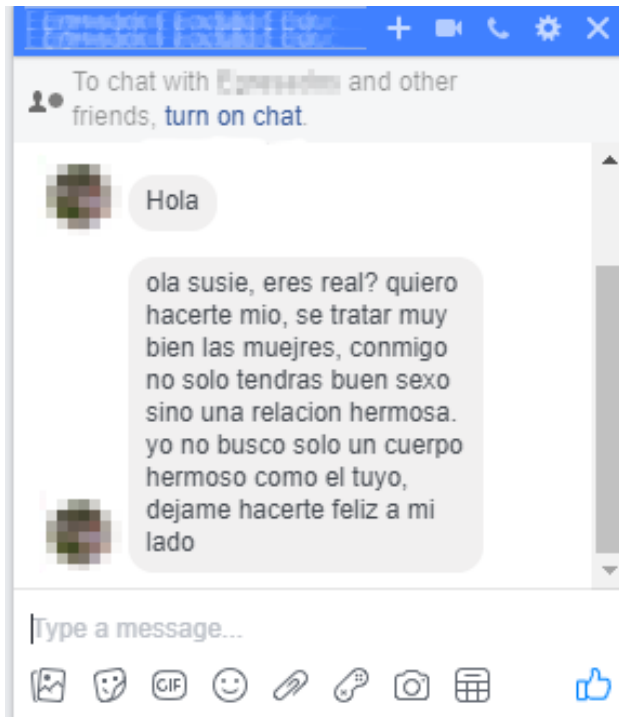 To chat with and other
friends, turn on chat.
Hola
ola susie, eres real? quiero
hacerte mio, se tratar muy
bien las muejres, conmigo
no solo tendras buen sexo
sino una relacion hermosa.
yo no busco solo un cuerpo
hermoso como el tuyo,
dejame hacerte feliz a mi
lado
Type a message...
GIF